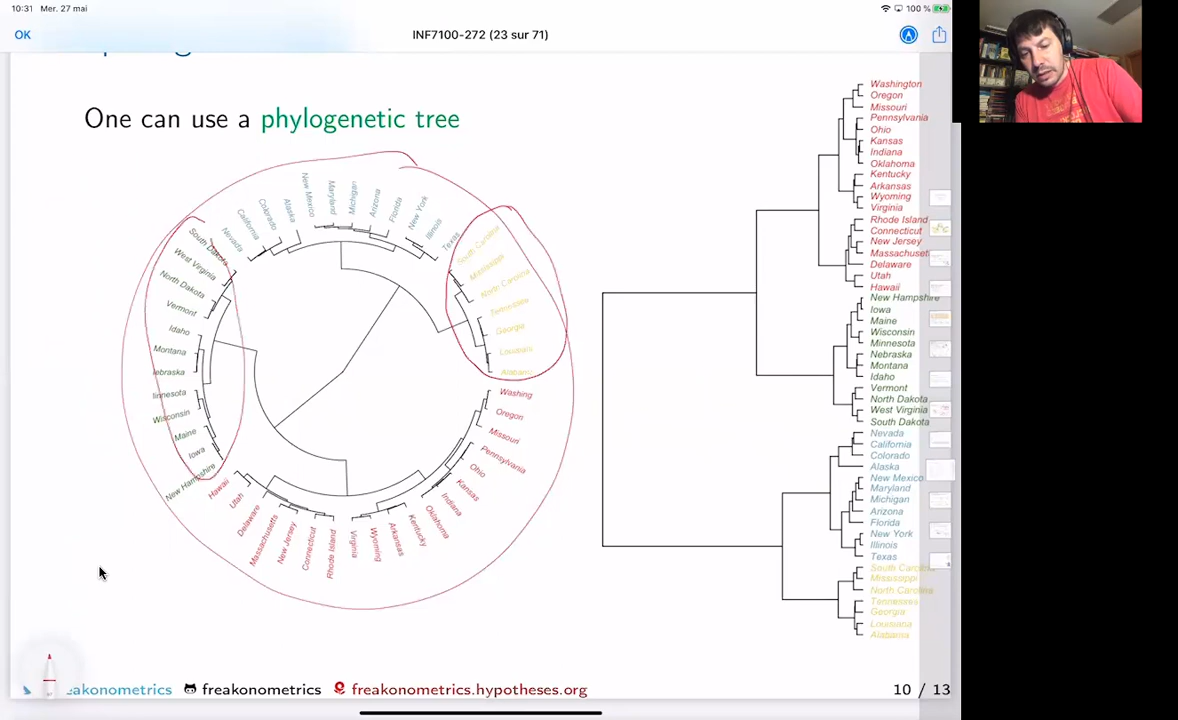 10:31 Mer. 27 mai
100 %
OK
INF7100-272 (23 sur 71)
One can use a phylogenetic tree
New Mexico
Maryland
Michigan
Arizona
Florida
New York
Illinois
Texas
Alaska
Colorado
California
Nevada
South Dakota
West Virginia
North Dakota
Vermont
Idaho
Montana
lebraska
linnesota
Wisconsin
Maine
Iowa
New Hampshire
Hawaii
Utah
Delaware
Massachusetts
New Jersey
Connecticut
Rhode Island
Virginia
Wyoming
Arkansas
Kentucky
Oklahoma
Indiana
Kansas
Ohio
Pennsylvania
Missouri
Oregon
Washing
Alabama
Louisiana
Georgia
Tennessee
North Carolina
Mississippi
South Carolina
Washington
Oregon
Missouri
Pennsylvania
Ohio
Kansas
Indiana
Oklahoma
Kentucky
Arkansas
Wyoming
Virginia
Rhode Island
Connecticut
New Jersey
Massachuset
Delaware
Utah
Hawaii
New Hampshire
Iowa
Maine
Wisconsin
Minnesota
Nebraska
Montana
Idaho
Vermont
North Dakota
West Virginia
South Dakota
Nevada
California
Colorado
Alaska
New Mexico
Maryland
Michigan
Arizona
Florida
New York
Illinois
Texas
South Carolina
Mississippi
North Carolina
Tennessee
Georgia
Louisiana
Alabama
eakonometrics freakonometrics freakonometrics.hypotheses.org 10 / 13